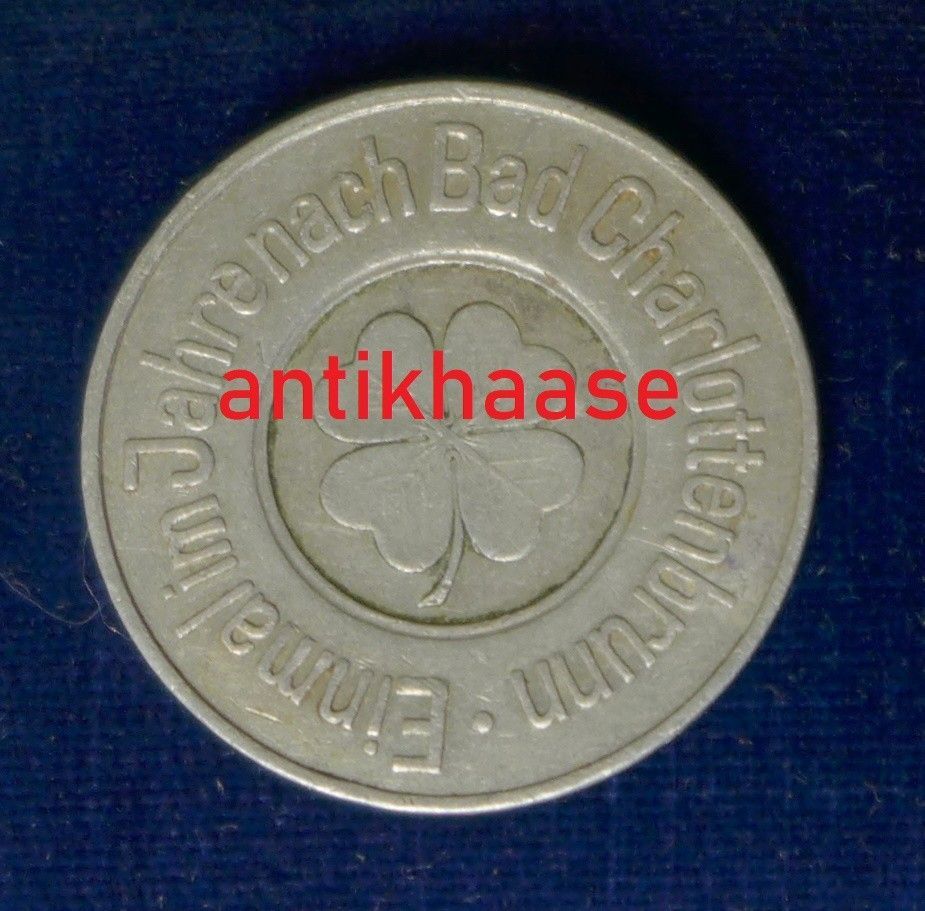 Einmal im Jahre nach Bad Charlottenbrunn •
antikhaase